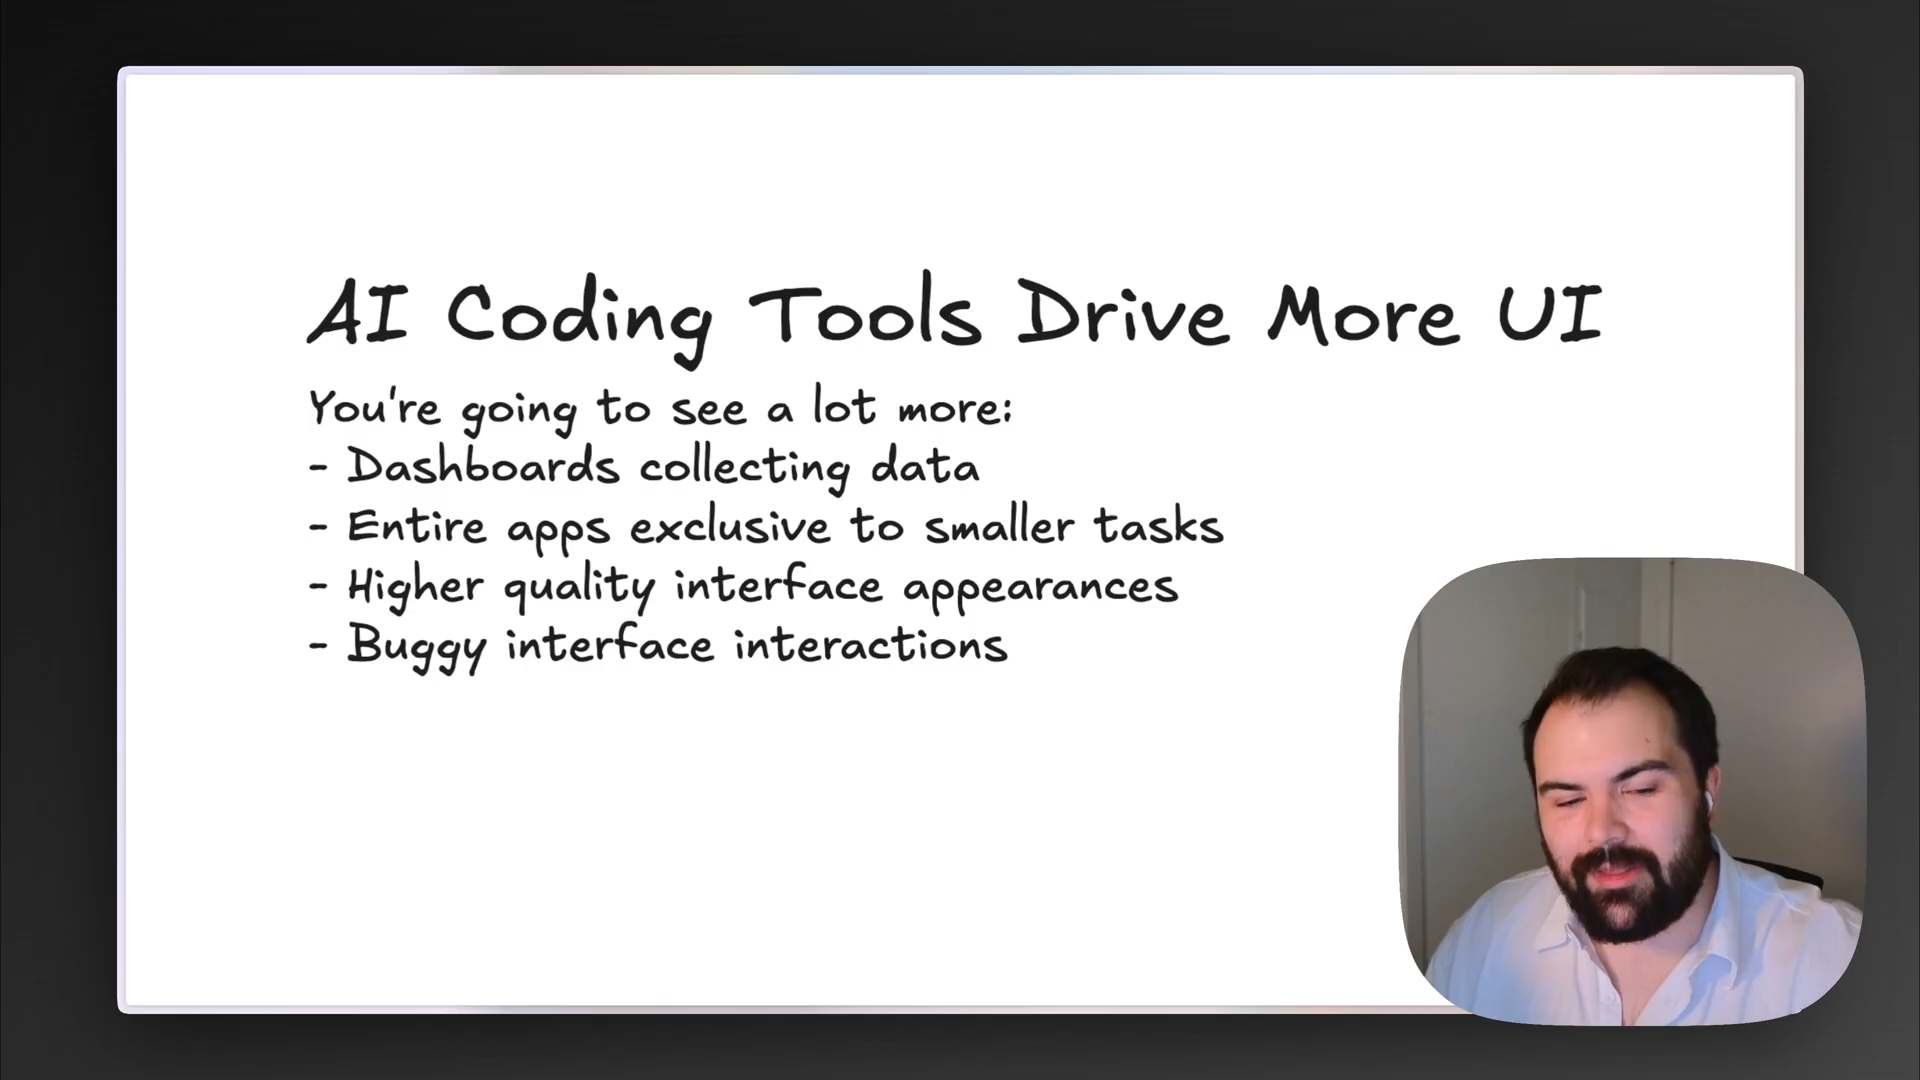 AI Coding Tools Drive More UI
You're going to see a lot more:
- Dashboards collecting data
- Entire apps exclusive to smaller tasks
- Higher quality interface appearances
- Buggy interface interactions